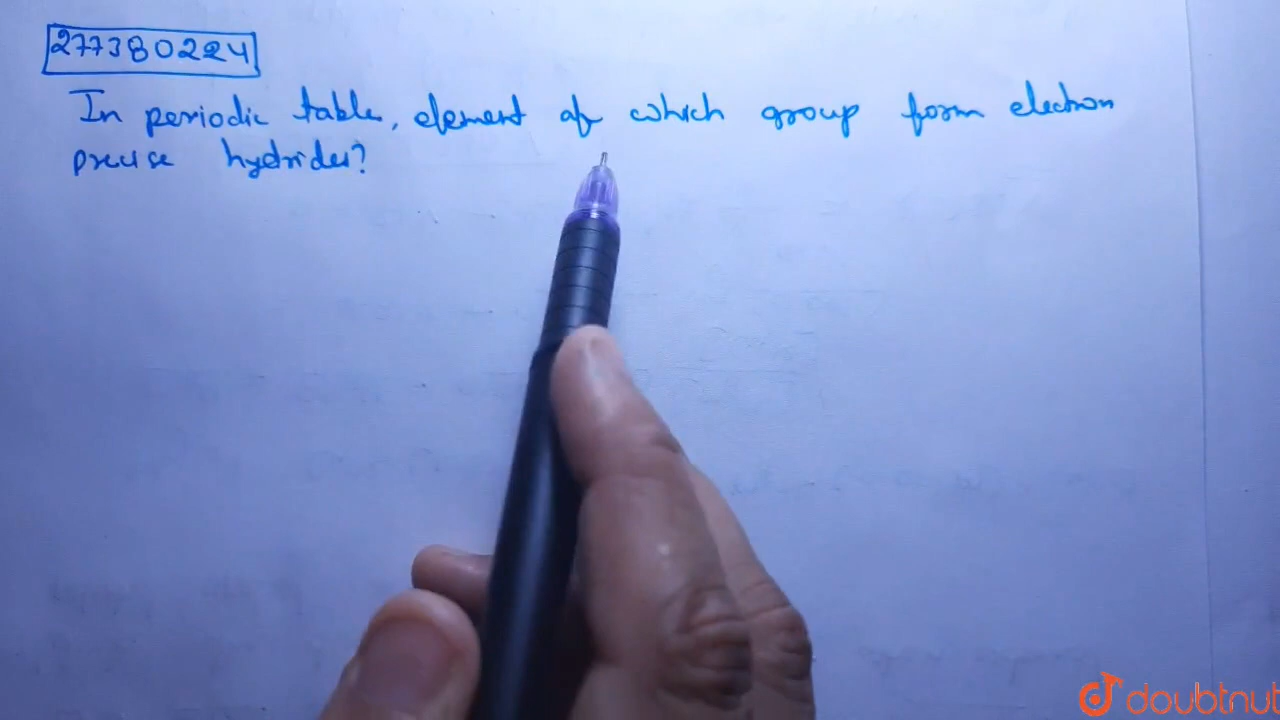 277380224
In periodic table, element of which group form electron
precise hydrides?
doubtnut